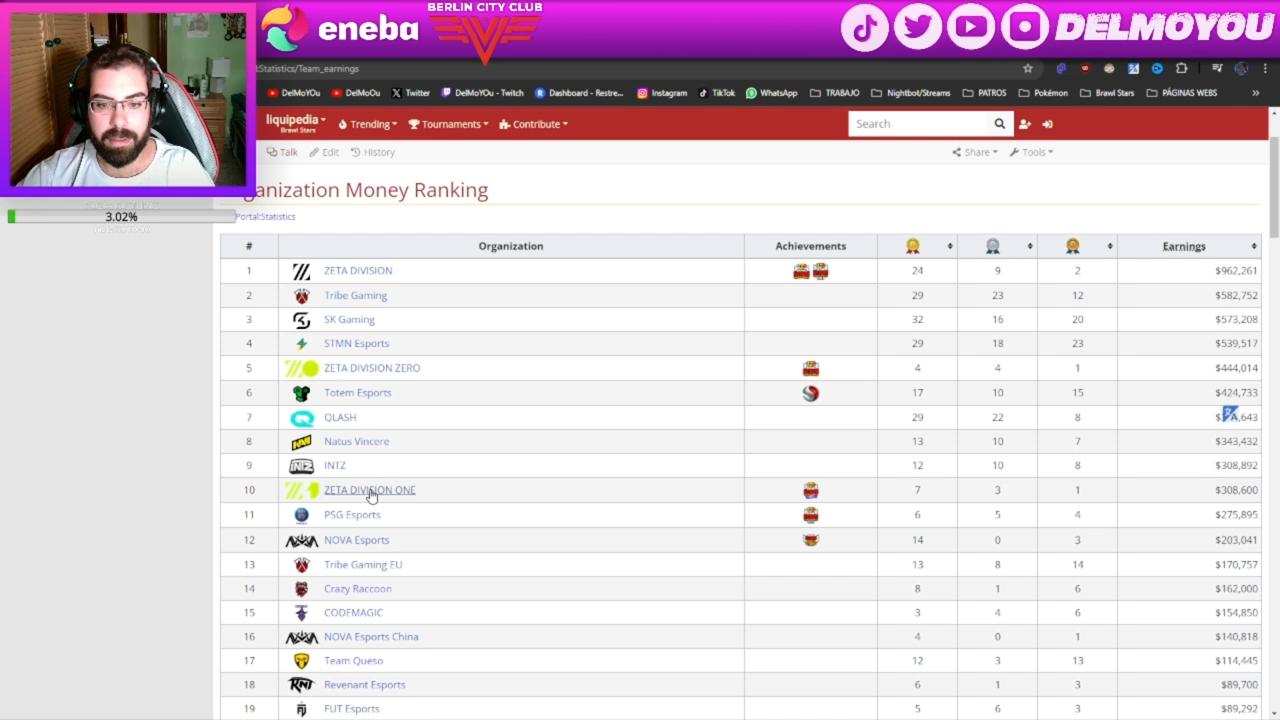 BERLIN CITY CLUB
eneba
DELMOYOU
:Statistics/Team_earnings
DelMoYOu DelMoOu Twitter DelMoYOu - Twitch Dashboard - Restre... Instagram TikTok WhatsApp TRABAJO Nightbot/Streams PATROS Pokémon Brawl Stars PÁGINAS WEBS »
liquipedia Brawl Stars Trending Tournaments Contribute Search
Talk Edit History Share Tools
ganization Money Ranking
3.02%
Portal:Statistics
# Organization Achievements Earnings
1 ZETA DIVISION 24 9 2 $962,261
2 Tribe Gaming 29 23 12 $582,752
3 SK Gaming 32 16 20 $573,208
4 STMN Esports 29 18 23 $539,517
5 ZETA DIVISION ZERO 4 4 1 $444,014
6 Totem Esports 17 10 15 $424,733
7 QLASH 29 22 8
8 Natus Vincere 13 10 7 $343,432
9 INTZ 12 10 8 $308,892
10 ZETA DIVISION ONE 7 3 1 $308,600
11 PSG Esports 6 5 4 $275,895
12 NOVA Esports 14 0 3 $203,041
13 Tribe Gaming EU 13 8 14 $170,757
14 Crazy Raccoon 8 1 6 $162,000
15 CODEMAGIC 3 4 6 $154,850
16 NOVA Esports China 4 0 1 $140,818
17 Team Queso 12 3 13 $114,445
18 Revenant Esports 6 1 3 $89,700
19 FUT Esports 5 6 3 $89,292